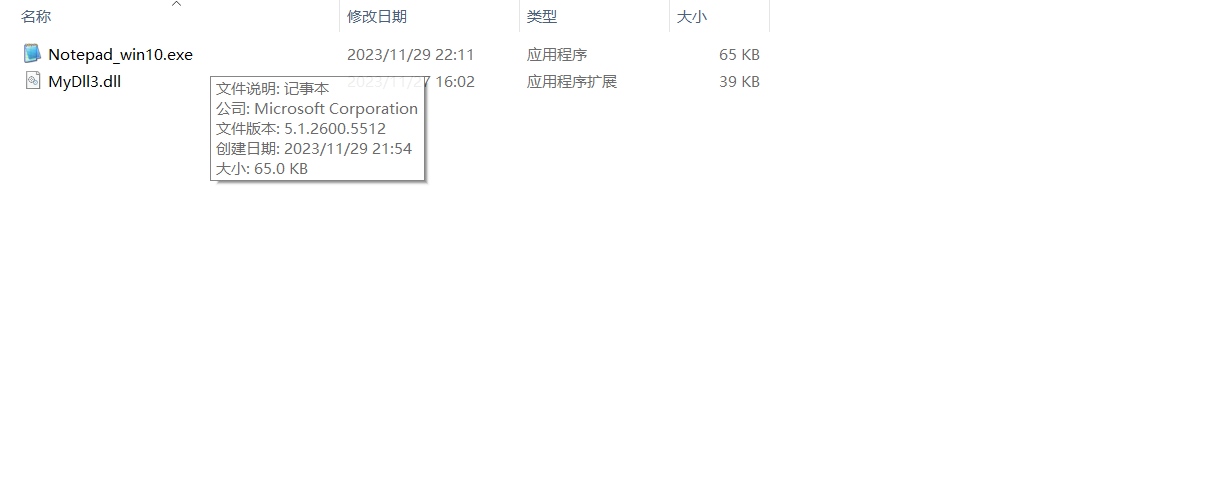 名称 修改日期 类型 大小
Notepad_win10.exe 2023/11/29 22:11 应用程序 65 KB
MyDll3.dll 2023/11/27 16:02 应用程序扩展 39 KB
文件说明: 记事本
公司: Microsoft Corporation
文件版本: 5.1.2600.5512
创建日期: 2023/11/29 21:54
大小: 65.0 KB